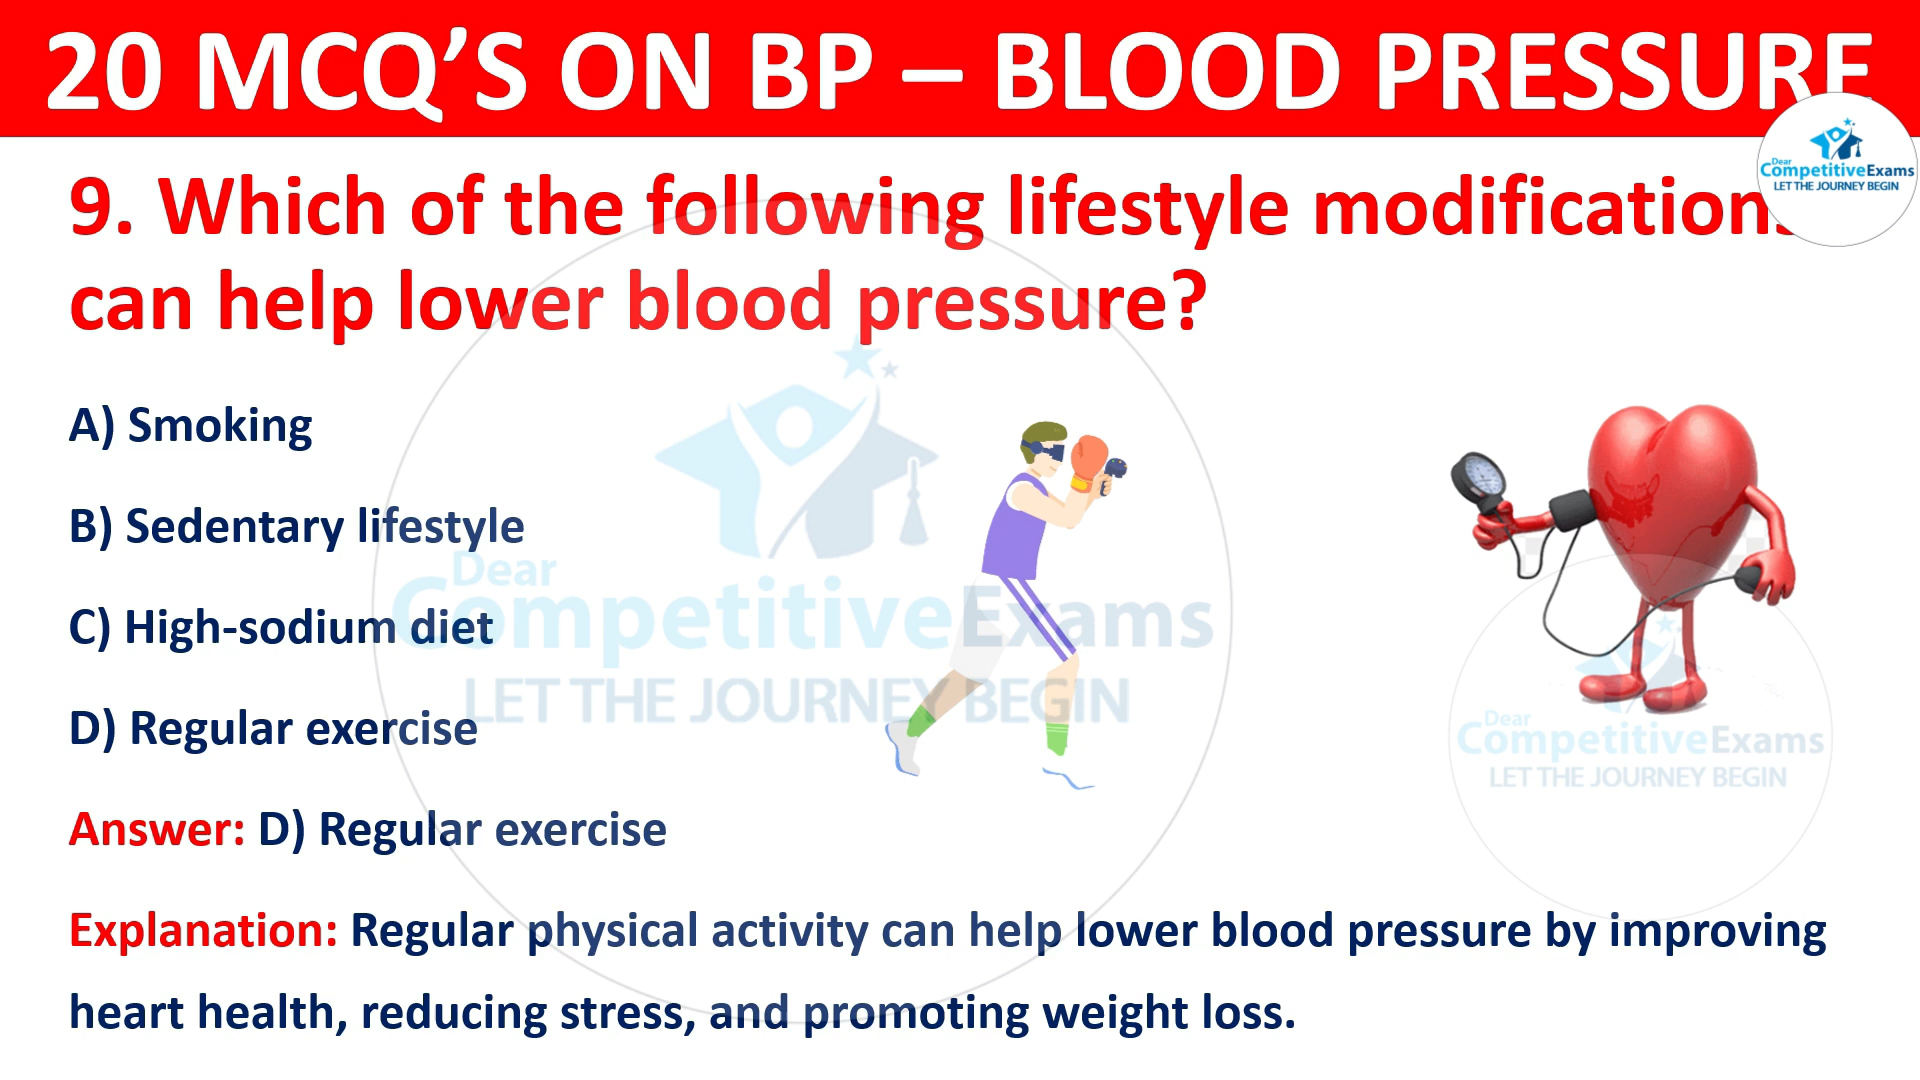 20 MCQ’S ON BP – BLOOD PRESSURE
Dear
CompetitiveExams
LET THE JOURNEY BEGIN
9. Which of the following lifestyle modifications
can help lower blood pressure?
A) Smoking
B) Sedentary lifestyle
C) High-sodium diet
D) Regular exercise
Dear
CompetitiveExams
LET THE JOURNEY BEGIN
Dear
CompetitiveExams
LET THE JOURNEY BEGIN
Answer: D) Regular exercise
Explanation: Regular physical activity can help lower blood pressure by improving
heart health, reducing stress, and promoting weight loss.